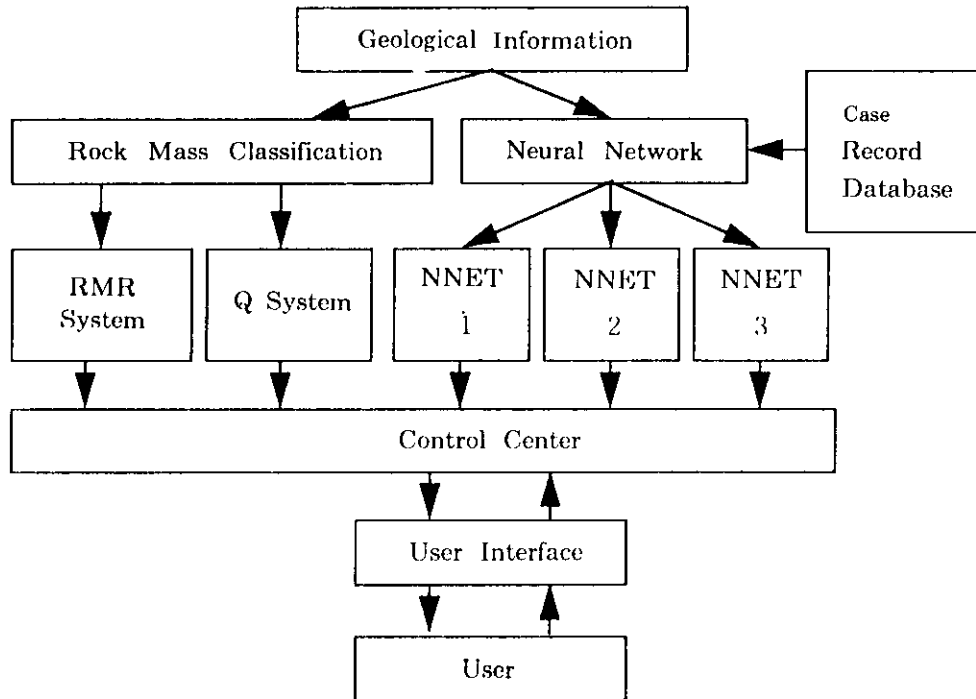 Geological Information
Rock Mass Classification
Neural Network
Case
Record
Database
RMR
System
Q System
NNET
1
NNET
2
NNET
3
Control Center
User Interface
User